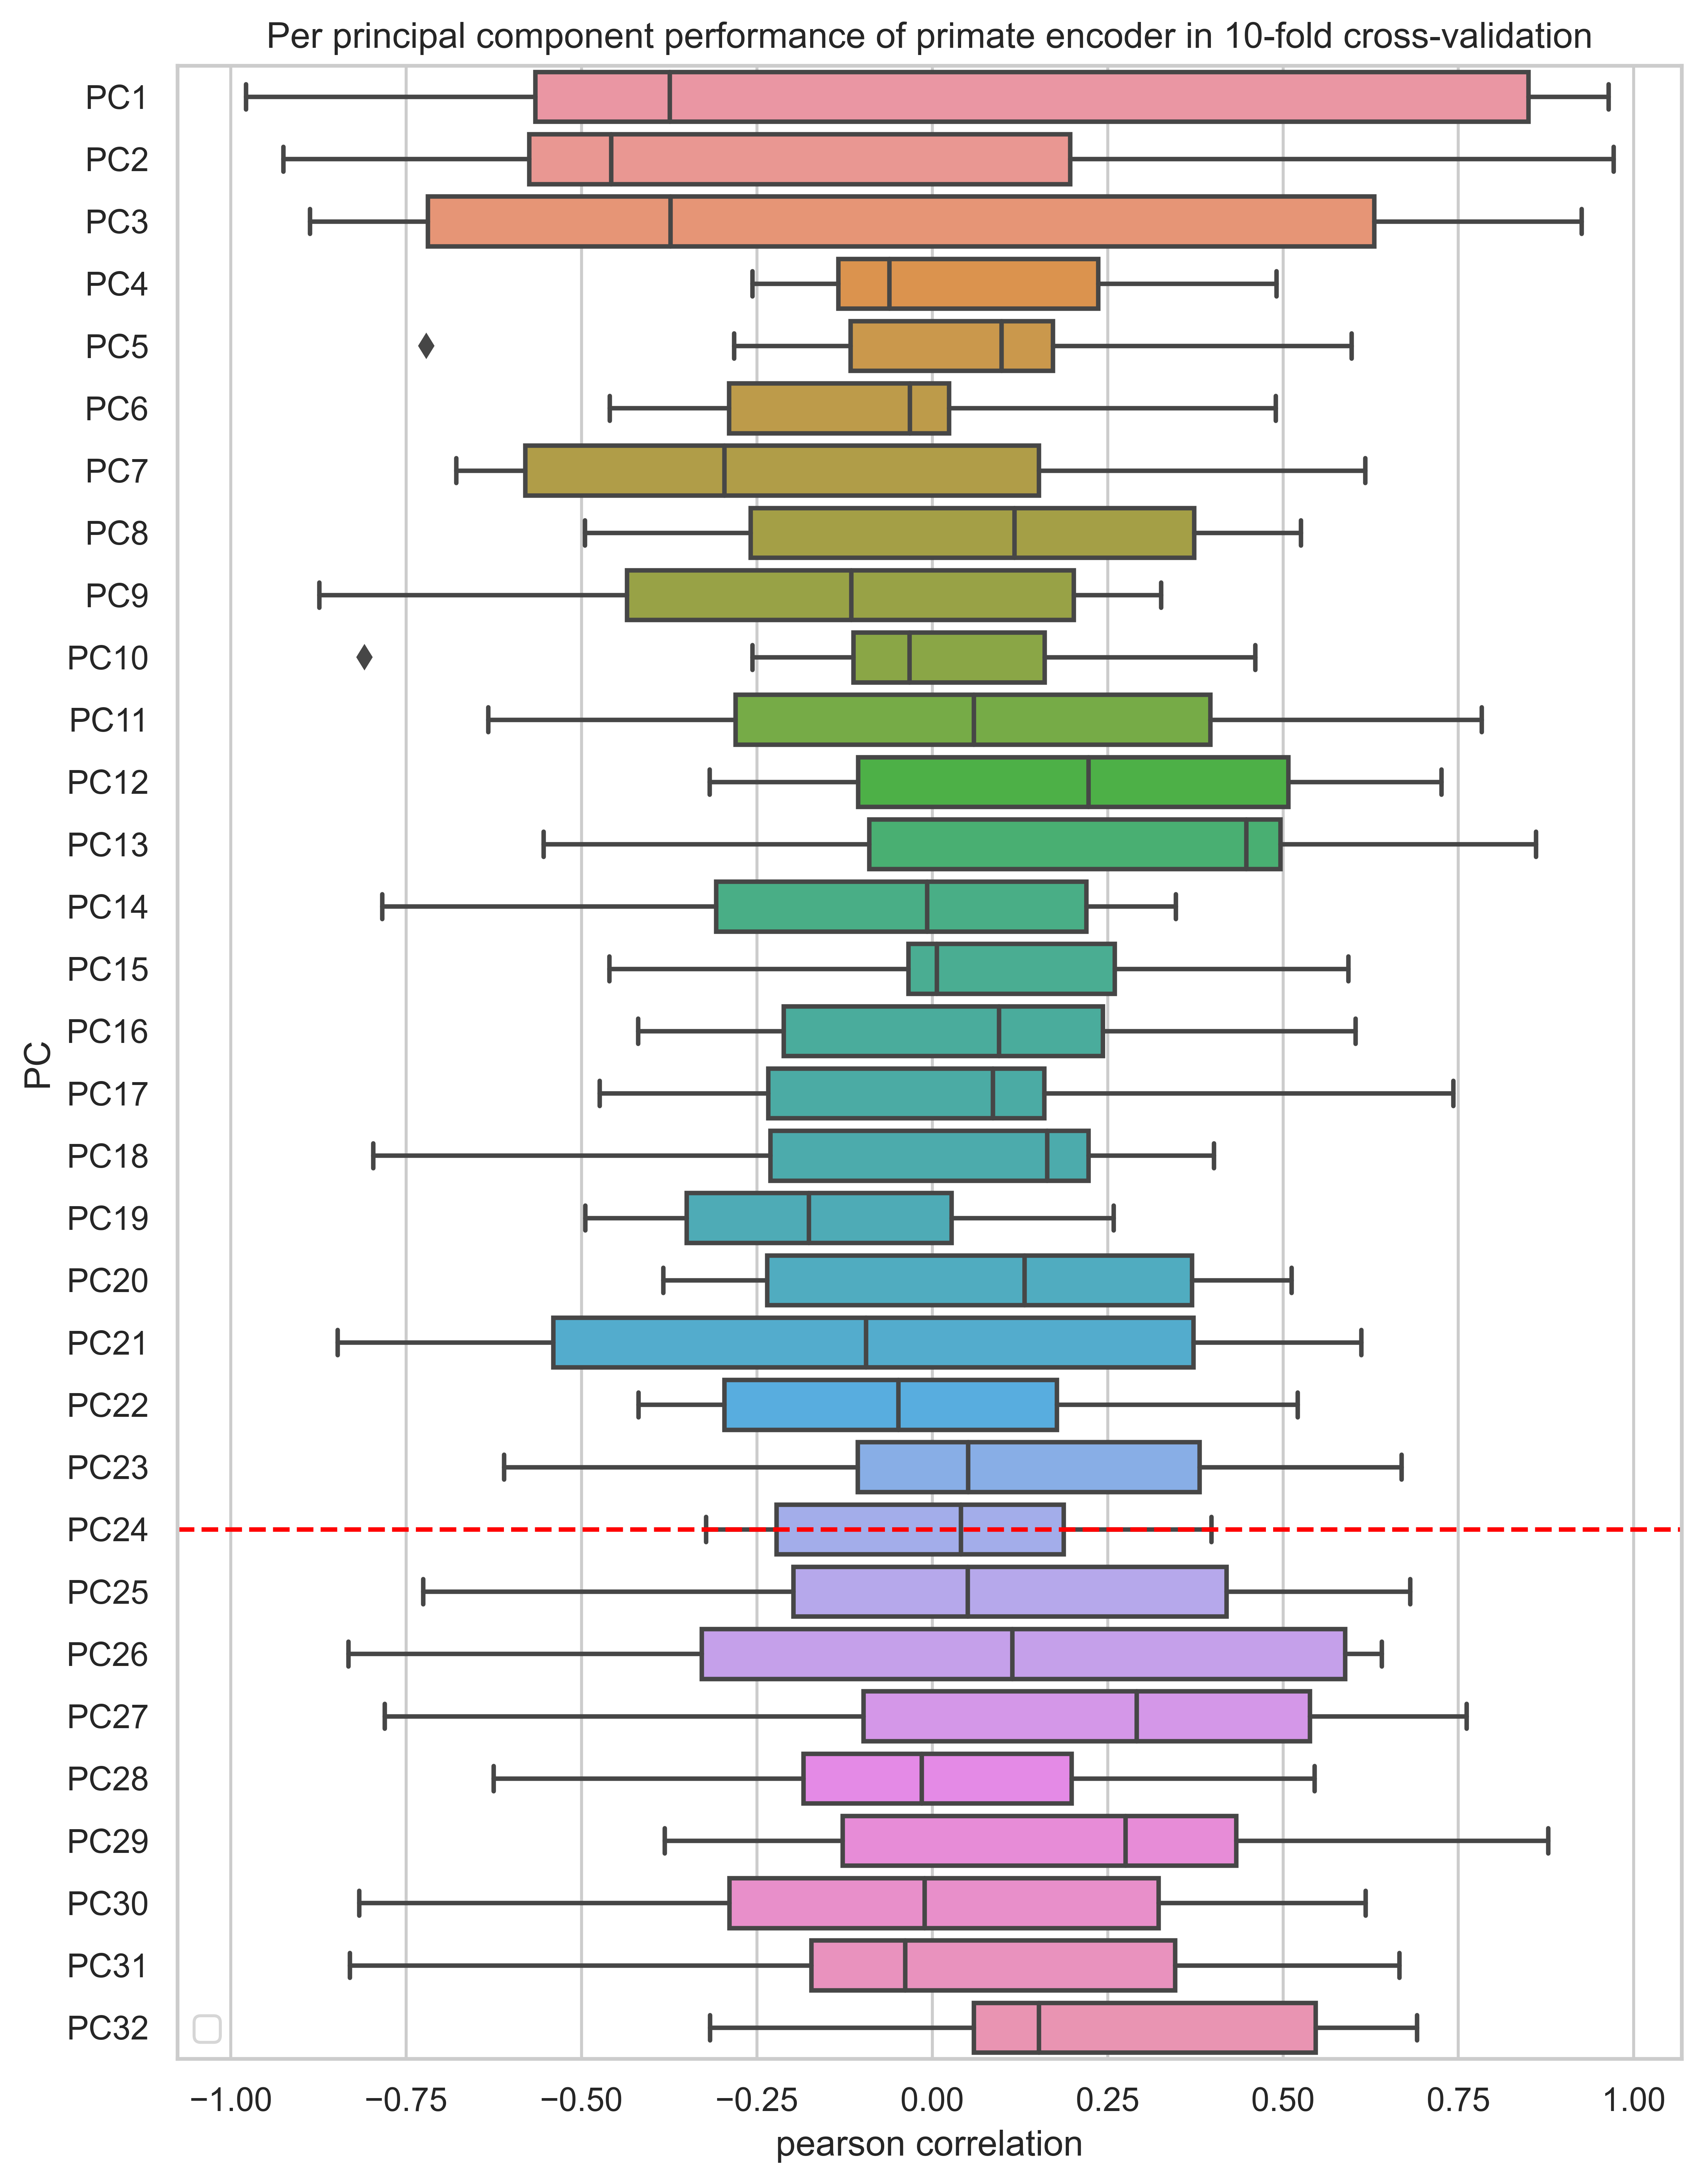 Per principal component performance of primate encoder in 10-fold cross-validation
PC1
PC2
PC3
PC4
PC5
PC6
PC7
PC8
PC9
PC10
PC11
PC12
PC13
PC14
PC15
PC16
PC17
PC18
PC19
PC20
PC21
PC22
PC23
PC24
PC25
PC26
PC27
PC28
PC29
PC30
PC31
PC32
PC
−1.00 −0.75 −0.50 −0.25 0.00 0.25 0.50 0.75 1.00
pearson correlation